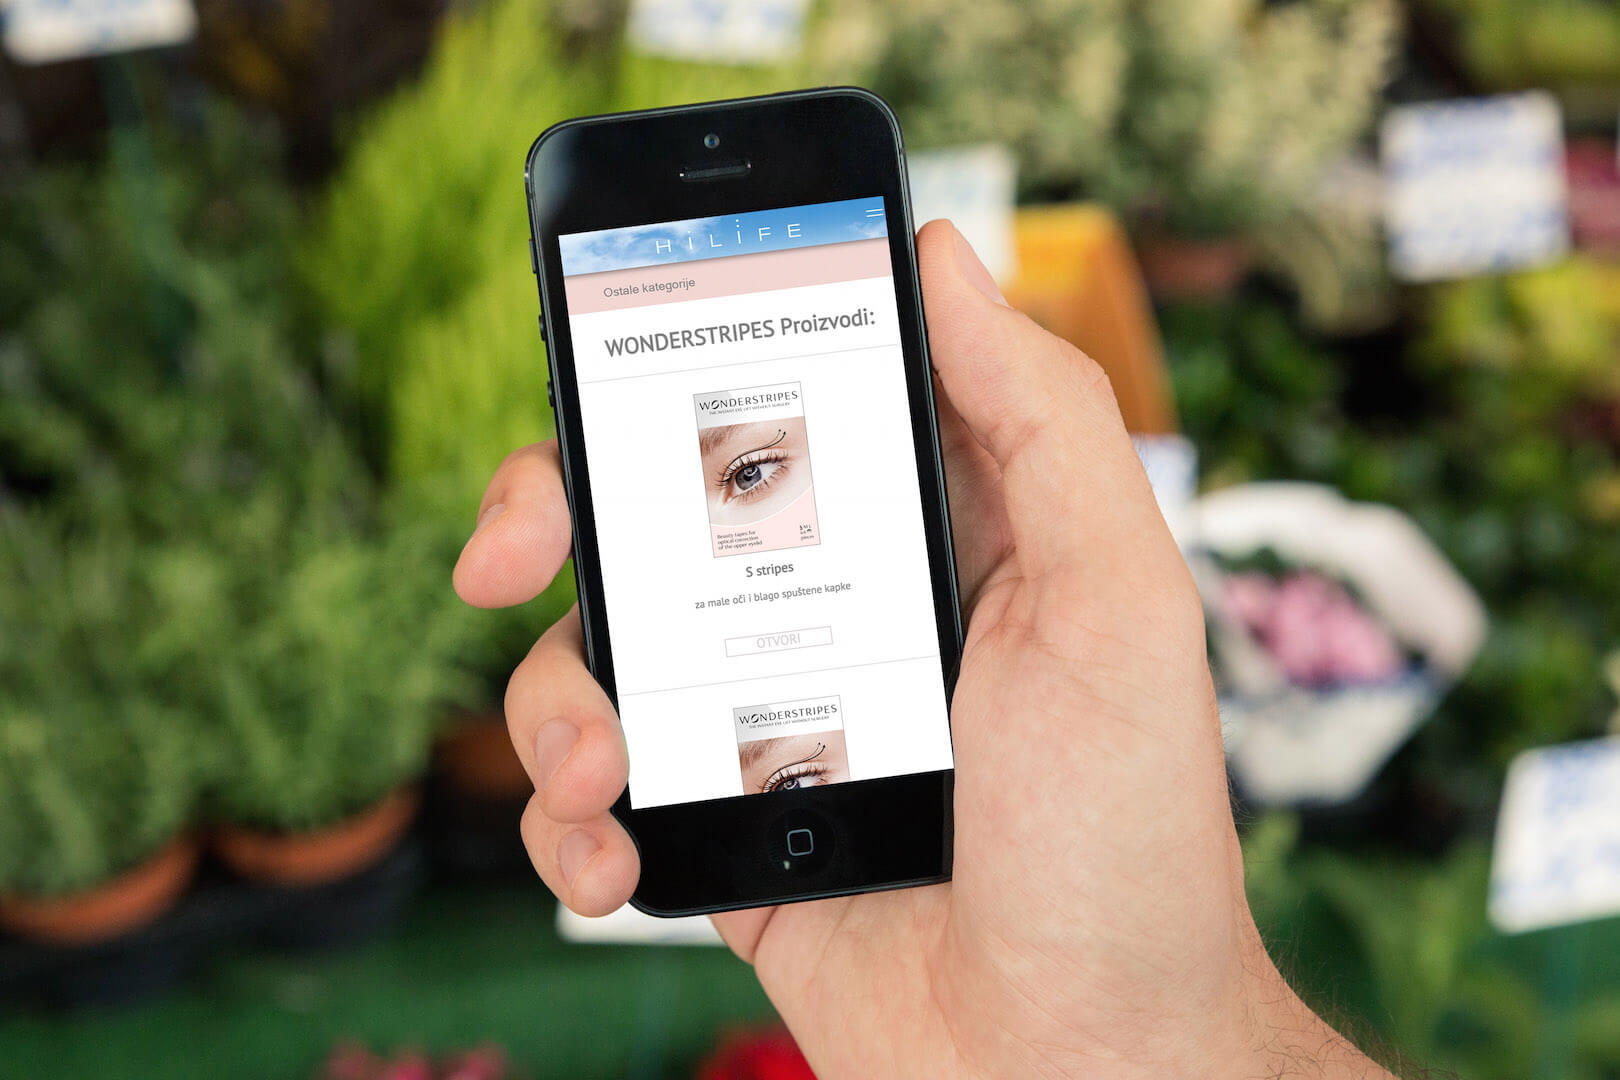 HiLiFE
Ostale kategorije
WONDERSTRIPES Proizvodi:
WONDERSTRIPES
THE INSTANT EYE LIFT WITHOUT SURGERY
Beauty tapes for
optical correction
of the upper eyelid
pieces
S stripes
za male oči i blago spuštene kapke
OTVORI
WONDERSTRIPES
THE INSTANT EYE LIFT WITHOUT SURGERY